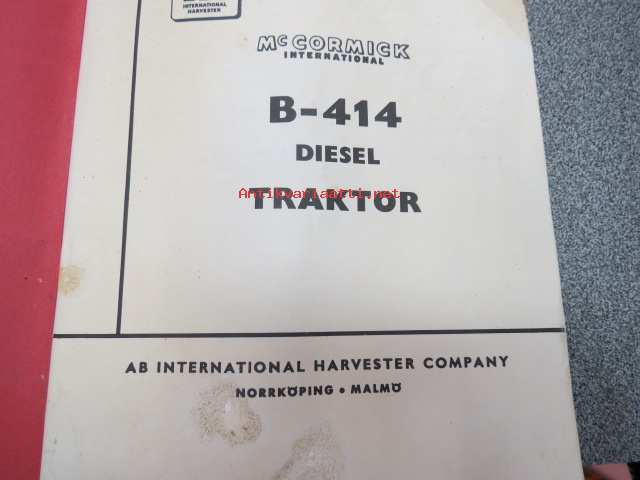 INTERNATIONAL
HARVESTER
McCORMICK
INTERNATIONAL
B-414
DIESEL
Antikvariaatti.net
TRAKTOR
AB INTERNATIONAL HARVESTER COMPANY
NORRKÖPING • MALMÖ